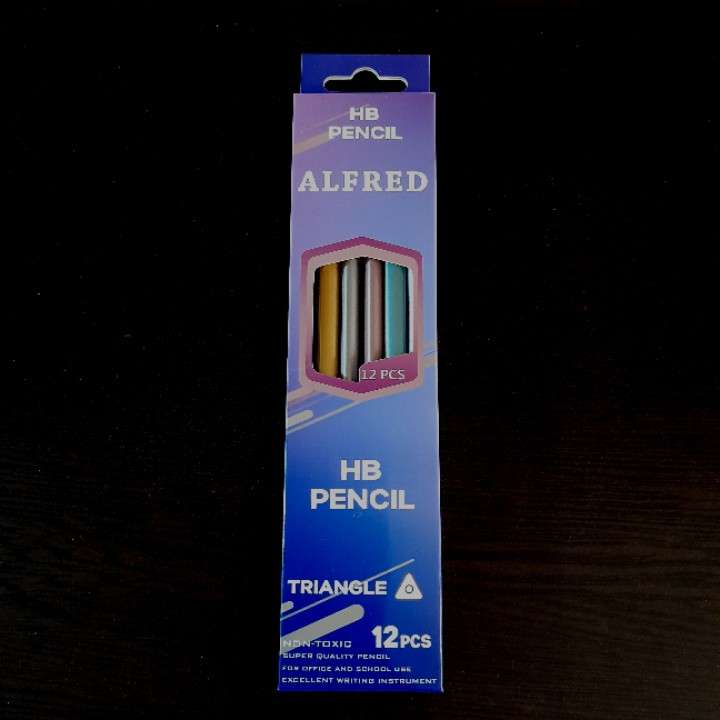 HB
PENCIL
ALFRED
12 PCS
HB
PENCIL
TRIANGLE
NON-TOXIC 12PCS
SUPER QUALITY PENCIL
FOR OFFICE AND SCHOOL USE
EXCELLENT WRITING INSTRUMENT